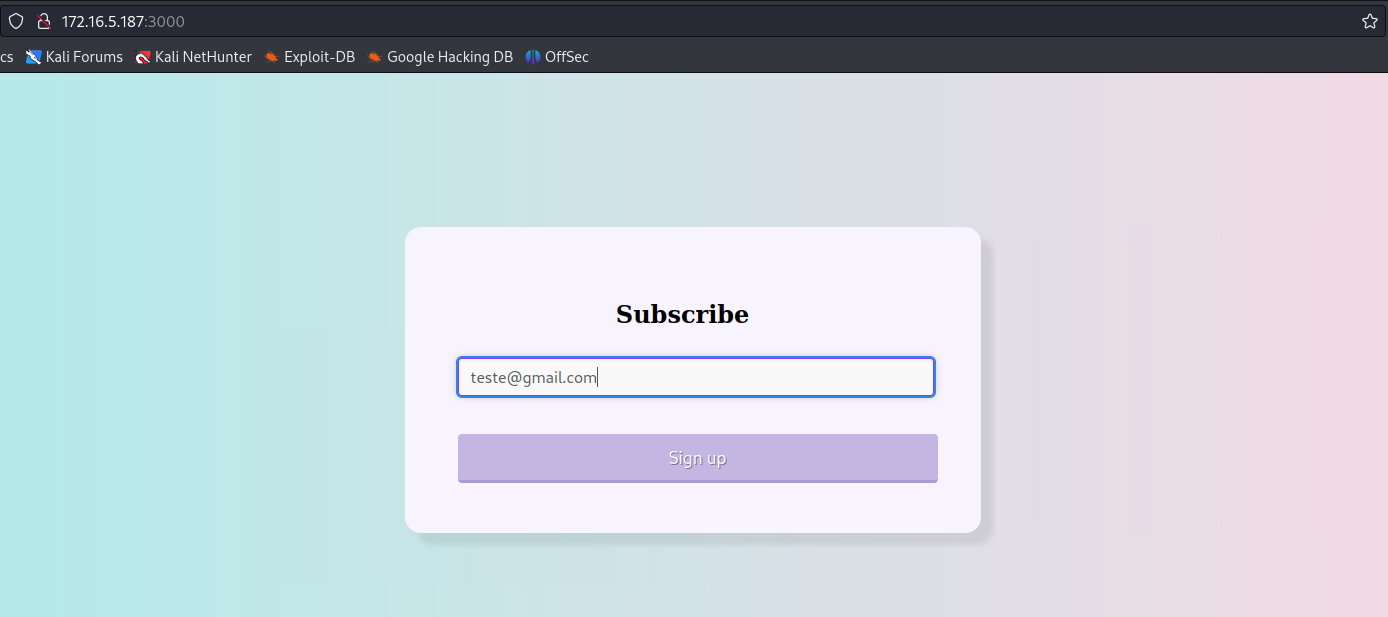 172.16.5.187:3000
cs Kali Forums Kali NetHunter Exploit-DB Google Hacking DB OffSec
Subscribe
teste@gmail.com
Sign up